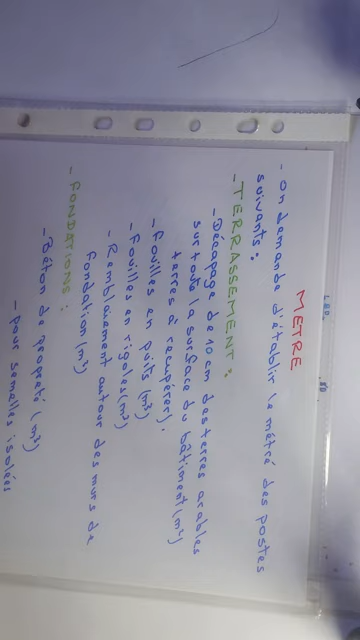 METRE
- On demande d'établir le métré des postes
suivants :
- TERRASSEMENT :
- Décapage de 10 cm des terres arables
sur toute la surface du bâtiment (m²)
terres à recupérer).
- Fouilles en puits (m³)
- Fouilles en rigoles (m³)
- Remblaiement autour des murs de
fondation (m³)
- FONDATIONS :
- Béton de propeté (m³)
- pour semelles isolées